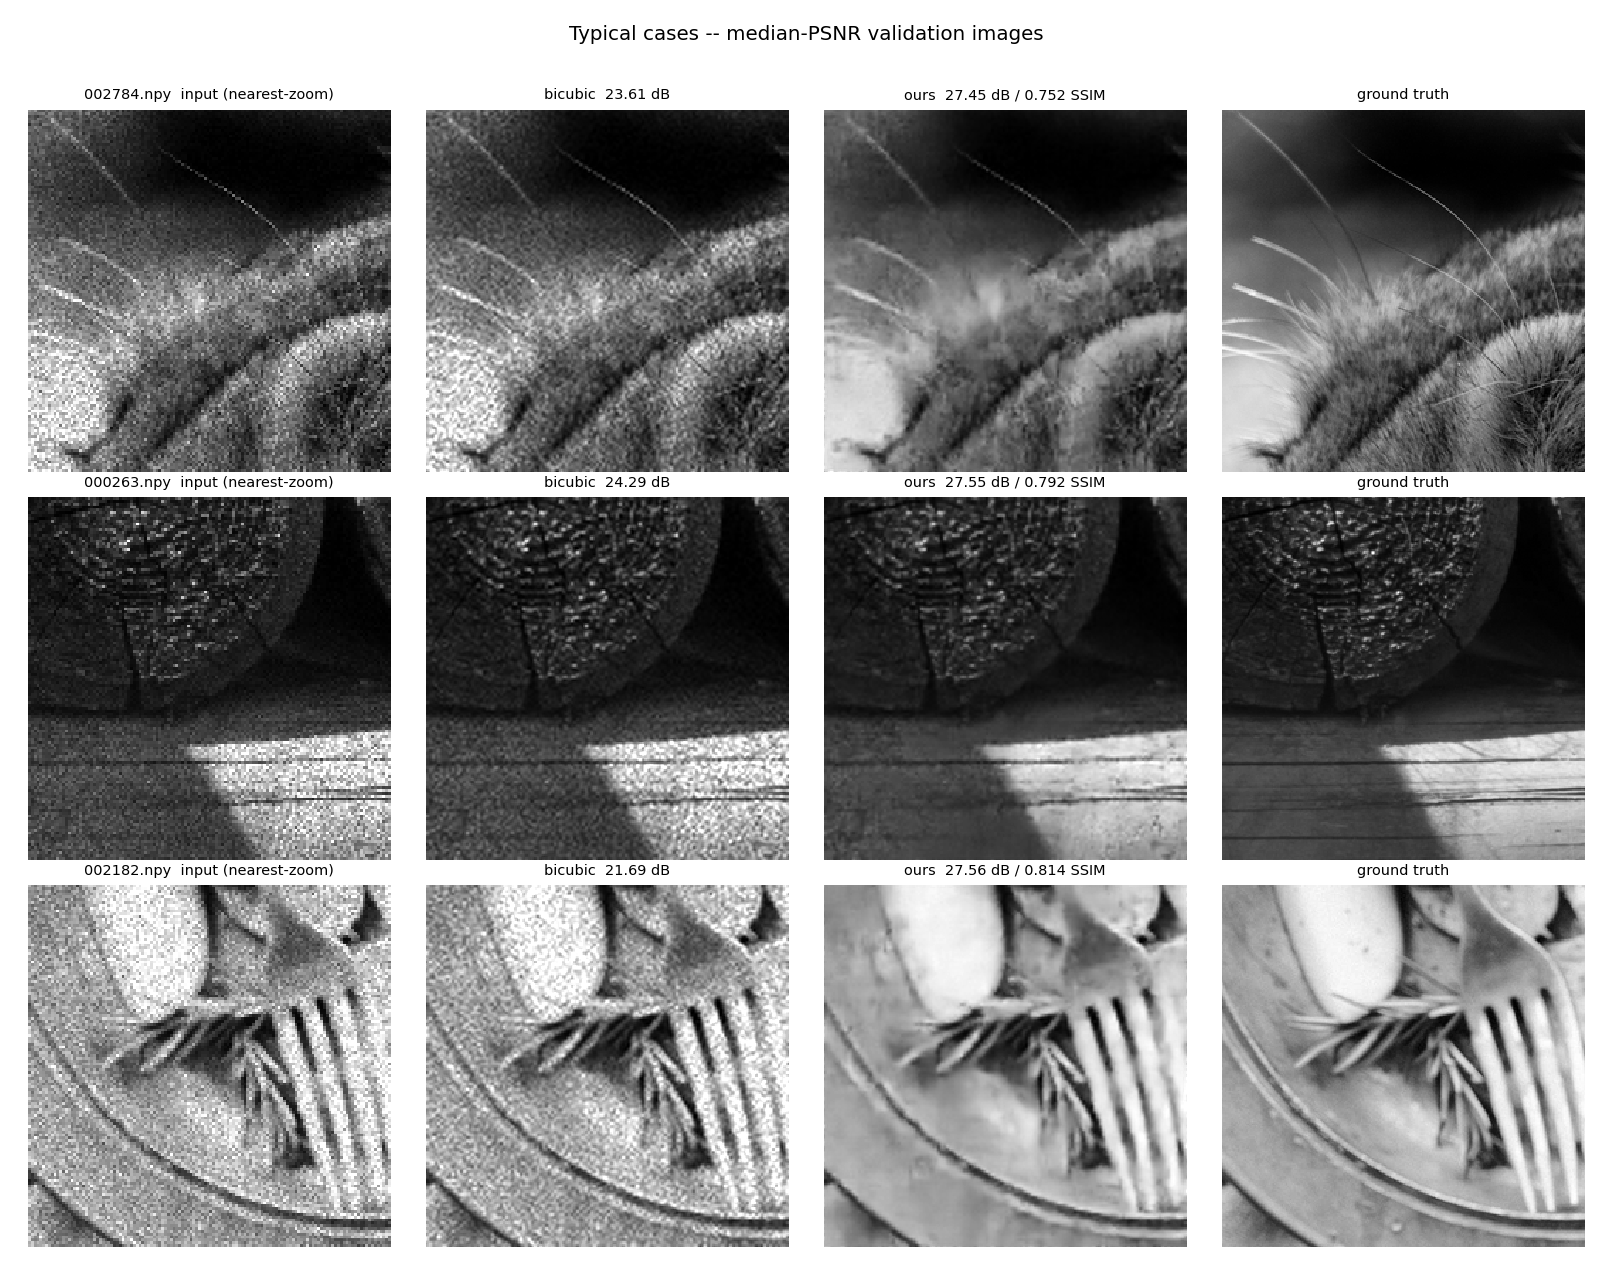 Typical cases -- median-PSNR validation images
002784.npy  input (nearest-zoom)
bicubic  23.61 dB
ours  27.45 dB / 0.752 SSIM
ground truth
000263.npy  input (nearest-zoom)
bicubic  24.29 dB
ours  27.55 dB / 0.792 SSIM
ground truth
002182.npy  input (nearest-zoom)
bicubic  21.69 dB
ours  27.56 dB / 0.814 SSIM
ground truth